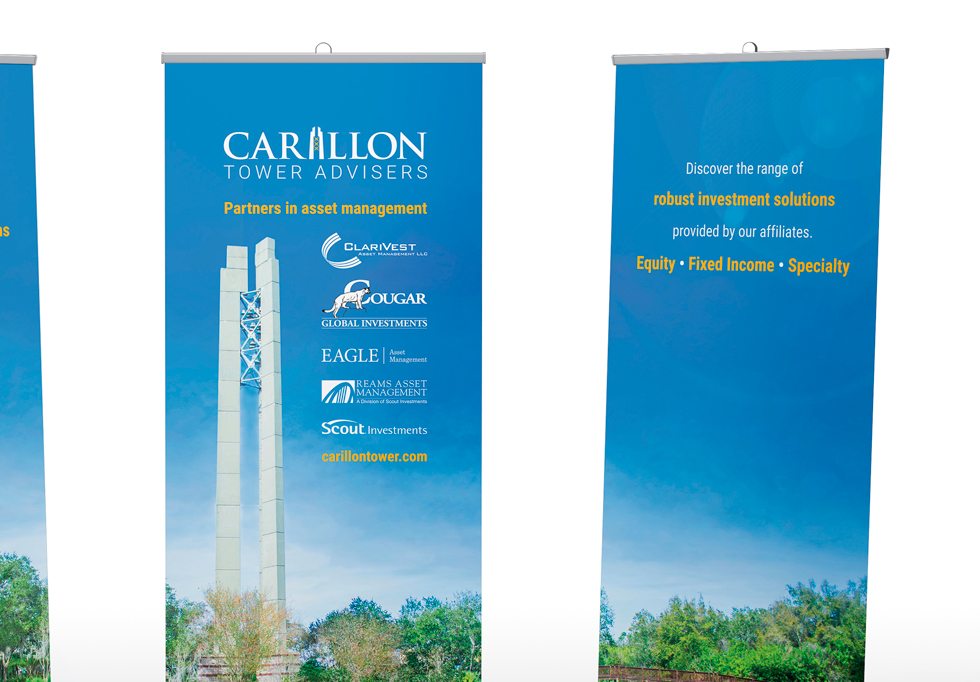 ns
CARILLON
TOWER ADVISERS
Partners in asset management
CLARIVEST
ASSET MANAGEMENT LLC
COUGAR
GLOBAL INVESTMENTS
EAGLE | Asset Management
REAMS ASSET
MANAGEMENT
A Division of Scout Investments
Scout Investments
carillontower.com
Discover the range of
robust investment solutions
provided by our affiliates.
Equity • Fixed Income • Specialty